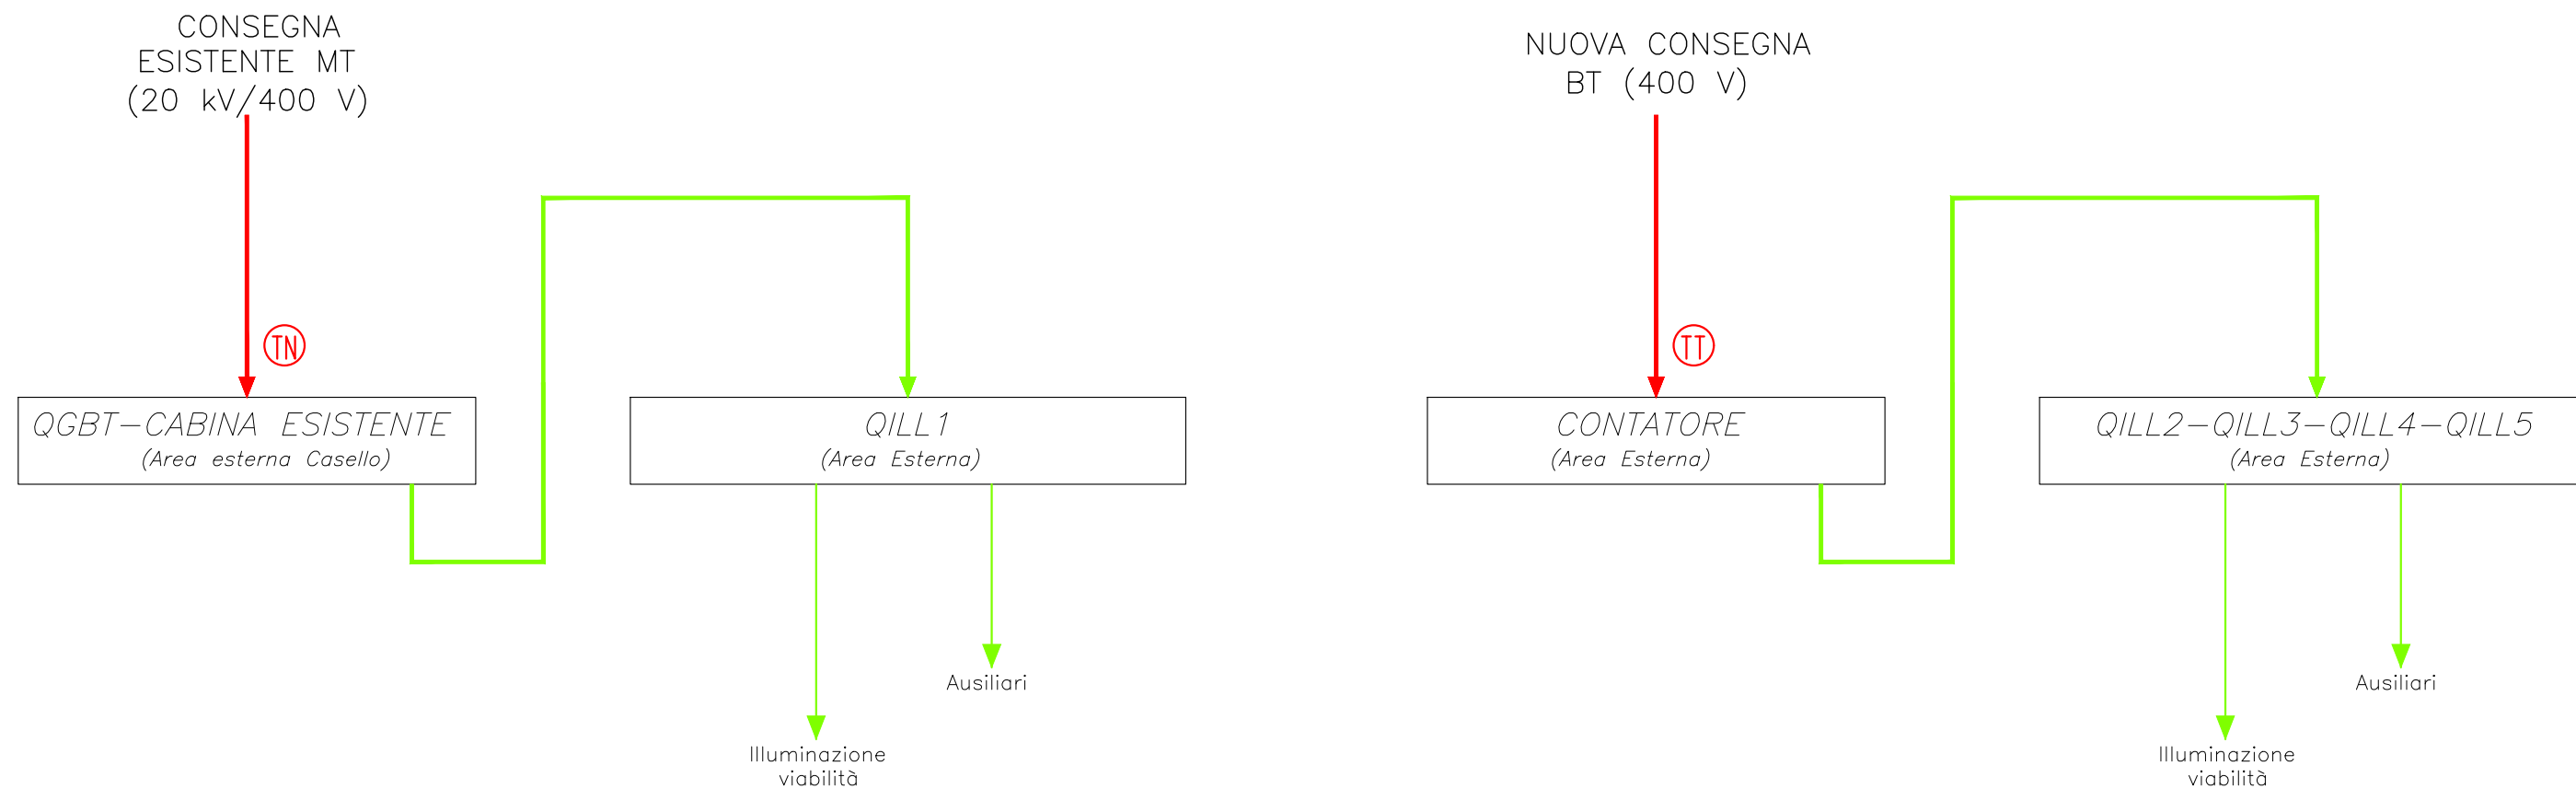 CONSEGNA
ESISTENTE MT
(20 kV/400 V)
TN
QGBT-CABINA ESISTENTE
(Area esterna Casello)
QILL1
(Area Esterna)
Ausiliari
Illuminazione
viabilità
NUOVA CONSEGNA
BT (400 V)
TT
CONTATORE
(Area Esterna)
QILL2-QILL3-QILL4-QILL5
(Area Esterna)
Ausiliari
Illuminazione
viabilità